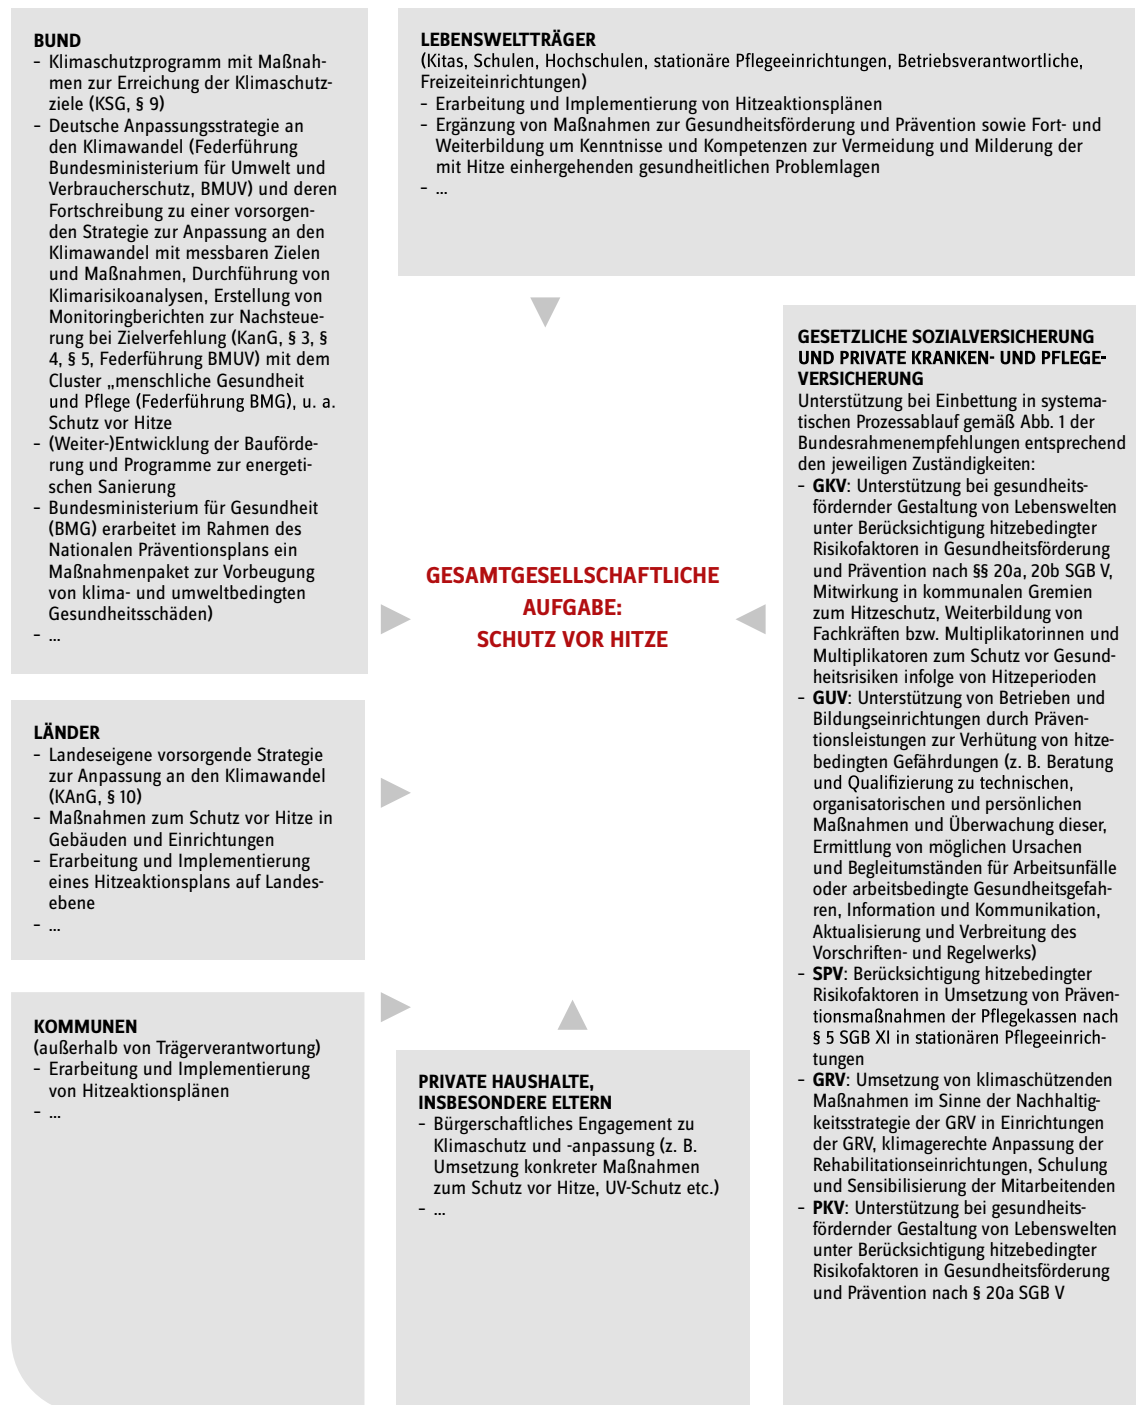 BUND
– Klimaschutzprogramm mit Maßnah-
men zur Erreichung der Klimaschutz-
ziele (KSG, § 9)
– Deutsche Anpassungsstrategie an
den Klimawandel (Federführung
Bundesministerium für Umwelt und
Verbraucherschutz, BMUV) und deren
Fortschreibung zu einer vorsorgen-
den Strategie zur Anpassung an den
Klimawandel mit messbaren Zielen
und Maßnahmen, Durchführung von
Klimarisikoanalysen, Erstellung von
Monitoringberichten zur Nachsteue-
rung bei Zielverfehlung (KanG, § 3, §
4, § 5, Federführung BMUV) mit dem
Cluster „menschliche Gesundheit
und Pflege (Federführung BMG), u. a.
Schutz vor Hitze
– (Weiter-)Entwicklung der Bauförde-
rung und Programme zur energeti-
schen Sanierung
– Bundesministerium für Gesundheit
(BMG) erarbeitet im Rahmen des
Nationalen Präventionsplans ein
Maßnahmenpaket zur Vorbeugung
von klima- und umweltbedingten
Gesundheitsschäden)
– ...
LEBENSWELTTRÄGER
(Kitas, Schulen, Hochschulen, stationäre Pflegeeinrichtungen, Betriebsverantwortliche,
Freizeiteinrichtungen)
– Erarbeitung und Implementierung von Hitzeaktionsplänen
– Ergänzung von Maßnahmen zur Gesundheitsförderung und Prävention sowie Fort- und
Weiterbildung um Kenntnisse und Kompetenzen zur Vermeidung und Milderung der
mit Hitze einhergehenden gesundheitlichen Problemlagen
– ...
GESAMTGESELLSCHAFTLICHE
AUFGABE:
SCHUTZ VOR HITZE
GESETZLICHE SOZIALVERSICHERUNG
UND PRIVATE KRANKEN- UND PFLEGE-
VERSICHERUNG
Unterstützung bei Einbettung in systema-
tischen Prozessablauf gemäß Abb. 1 der
Bundesrahmenempfehlungen entsprechend
den jeweiligen Zuständigkeiten:
– GKV: Unterstützung bei gesundheits-
fördernder Gestaltung von Lebenswelten
unter Berücksichtigung hitzebedingter
Risikofaktoren in Gesundheitsförderung
und Prävention nach §§ 20a, 20b SGB V,
Mitwirkung in kommunalen Gremien
zum Hitzeschutz, Weiterbildung von
Fachkräften bzw. Multiplikatorinnen und
Multiplikatoren zum Schutz vor Gesund-
heitsrisiken infolge von Hitzeperioden
– GUV: Unterstützung von Betrieben und
Bildungseinrichtungen durch Präven-
tionsleistungen zur Verhütung von hitze-
bedingten Gefährdungen (z. B. Beratung
und Qualifizierung zu technischen,
organisatorischen und persönlichen
Maßnahmen und Überwachung dieser,
Ermittlung von möglichen Ursachen
und Begleitumständen für Arbeitsunfälle
oder arbeitsbedingte Gesundheitsgefah-
ren, Information und Kommunikation,
Aktualisierung und Verbreitung des
Vorschriften- und Regelwerks)
– SPV: Berücksichtigung hitzebedingter
Risikofaktoren in Umsetzung von Präven-
tionsmaßnahmen der Pflegekassen nach
§ 5 SGB XI in stationären Pflegeeinrich-
tungen
– GRV: Umsetzung von klimaschützenden
Maßnahmen im Sinne der Nachhaltig-
keitsstrategie der GRV in Einrichtungen
der GRV, klimagerechte Anpassung der
Rehabilitationseinrichtungen, Schulung
und Sensibilisierung der Mitarbeitenden
– PKV: Unterstützung bei gesundheits-
fördernder Gestaltung von Lebenswelten
unter Berücksichtigung hitzebedingter
Risikofaktoren in Gesundheitsförderung
und Prävention nach § 20a SGB V
LÄNDER
– Landeseigene vorsorgende Strategie
zur Anpassung an den Klimawandel
(KAnG, § 10)
– Maßnahmen zum Schutz vor Hitze in
Gebäuden und Einrichtungen
– Erarbeitung und Implementierung
eines Hitzeaktionsplans auf Landes-
ebene
– ...
KOMMUNEN
(außerhalb von Trägerverantwortung)
– Erarbeitung und Implementierung
von Hitzeaktionsplänen
– ...
PRIVATE HAUSHALTE,
INSBESONDERE ELTERN
– Bürgerschaftliches Engagement zu
Klimaschutz und -anpassung (z. B.
Umsetzung konkreter Maßnahmen
zum Schutz vor Hitze, UV-Schutz etc.)
– ...